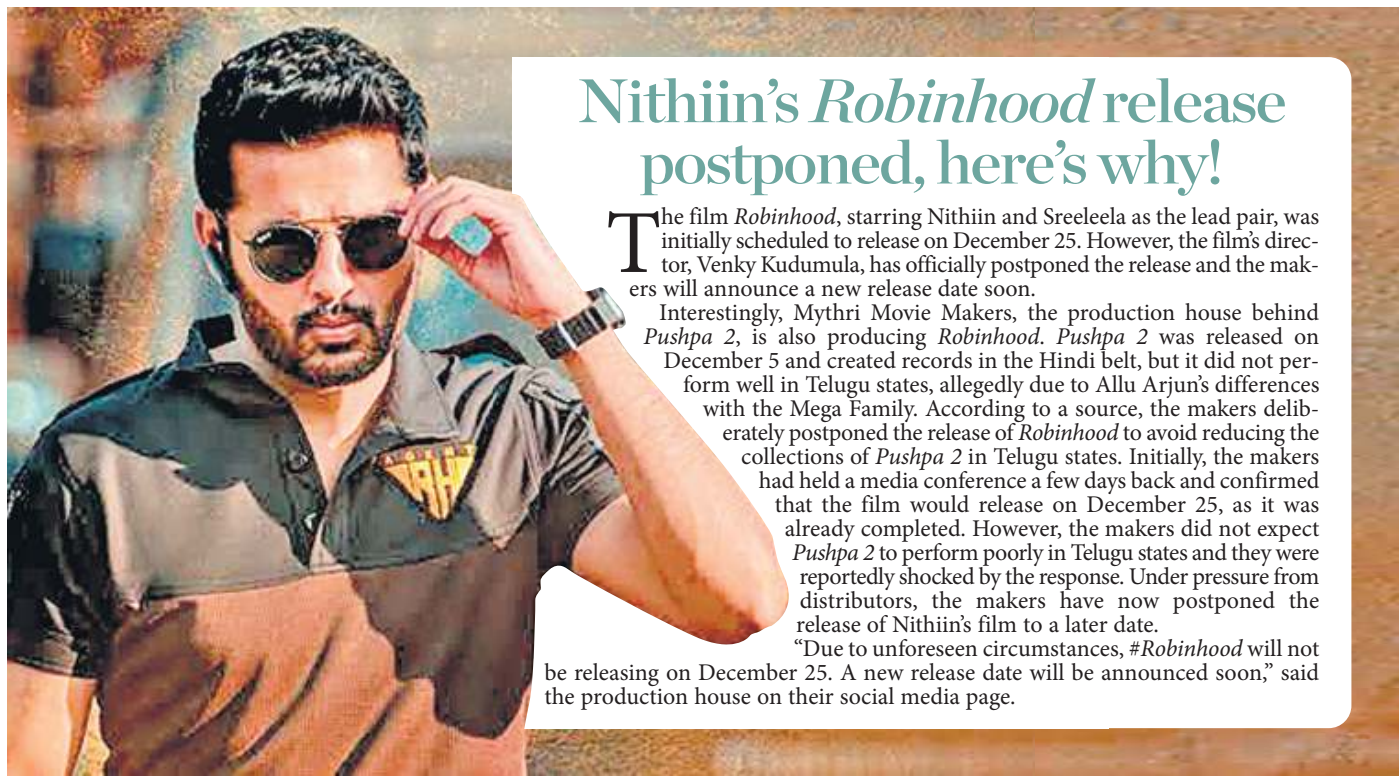 Nithiin’s Robinhood release
postponed, here’s why!
The film Robinhood, starring Nithiin and Sreeleela as the lead pair, was
initially scheduled to release on December 25. However, the film’s direc-
tor, Venky Kudumula, has officially postponed the release and the mak-
ers will announce a new release date soon.
Interestingly, Mythri Movie Makers, the production house behind
Pushpa 2, is also producing Robinhood. Pushpa 2 was released on
December 5 and created records in the Hindi belt, but it did not per-
form well in Telugu states, allegedly due to Allu Arjun’s differences
with the Mega Family. According to a source, the makers delib-
erately postponed the release of Robinhood to avoid reducing the
collections of Pushpa 2 in Telugu states. Initially, the makers
had held a media conference a few days back and confirmed
that the film would release on December 25, as it was
already completed. However, the makers did not expect
Pushpa 2 to perform poorly in Telugu states and they were
reportedly shocked by the response. Under pressure from
distributors, the makers have now postponed the
release of Nithiin’s film to a later date.
“Due to unforeseen circumstances, #Robinhood will not
be releasing on December 25. A new release date will be announced soon,” said
the production house on their social media page.